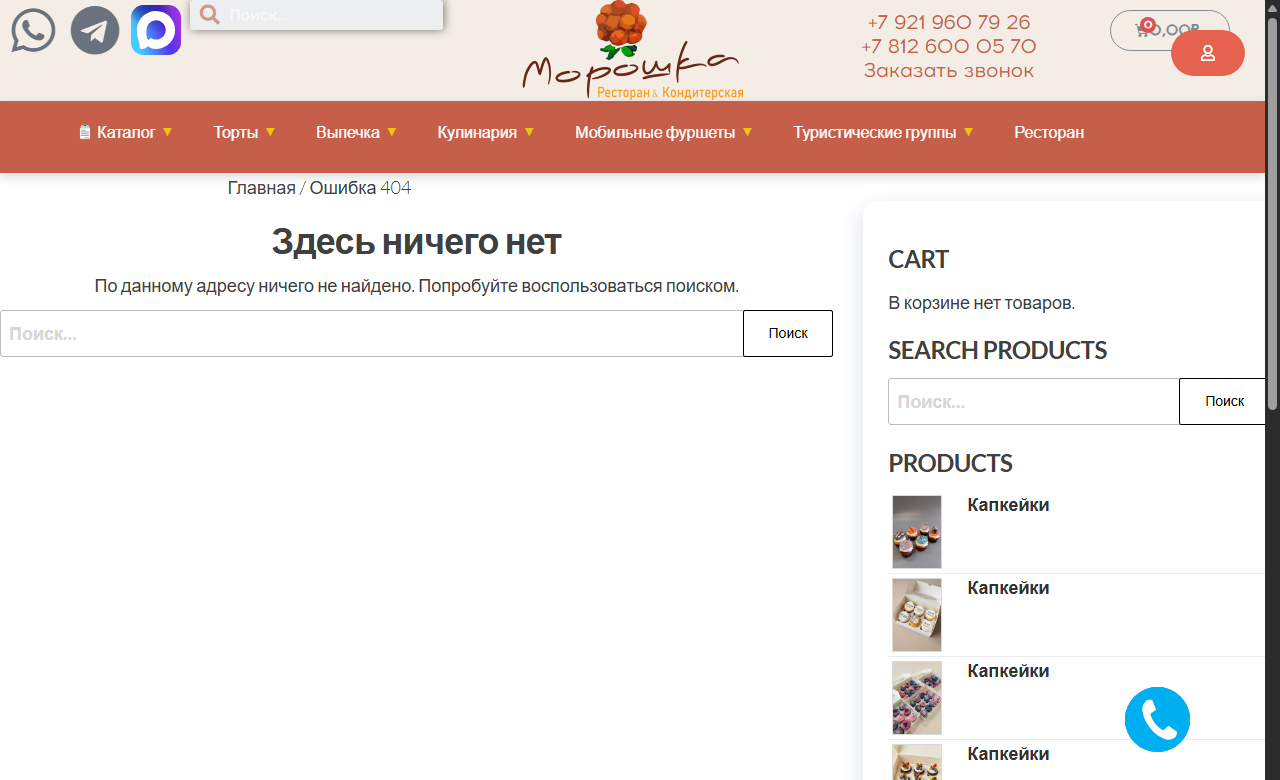 Поиск...
Морошка
Ресторан & Кондитерская
+7 921 960 79 26
+7 812 600 05 70
Заказать звонок
0
0,00₽
Каталог ▼
Торты ▼
Выпечка ▼
Кулинария ▼
Мобильные фуршеты ▼
Туристические группы ▼
Ресторан
Главная / Ошибка 404
Здесь ничего нет
По данному адресу ничего не найдено. Попробуйте воспользоваться поиском.
Поиск...
Поиск
CART
В корзине нет товаров.
SEARCH PRODUCTS
Поиск...
Поиск
PRODUCTS
Капкейки
Капкейки
Капкейки
Капкейки